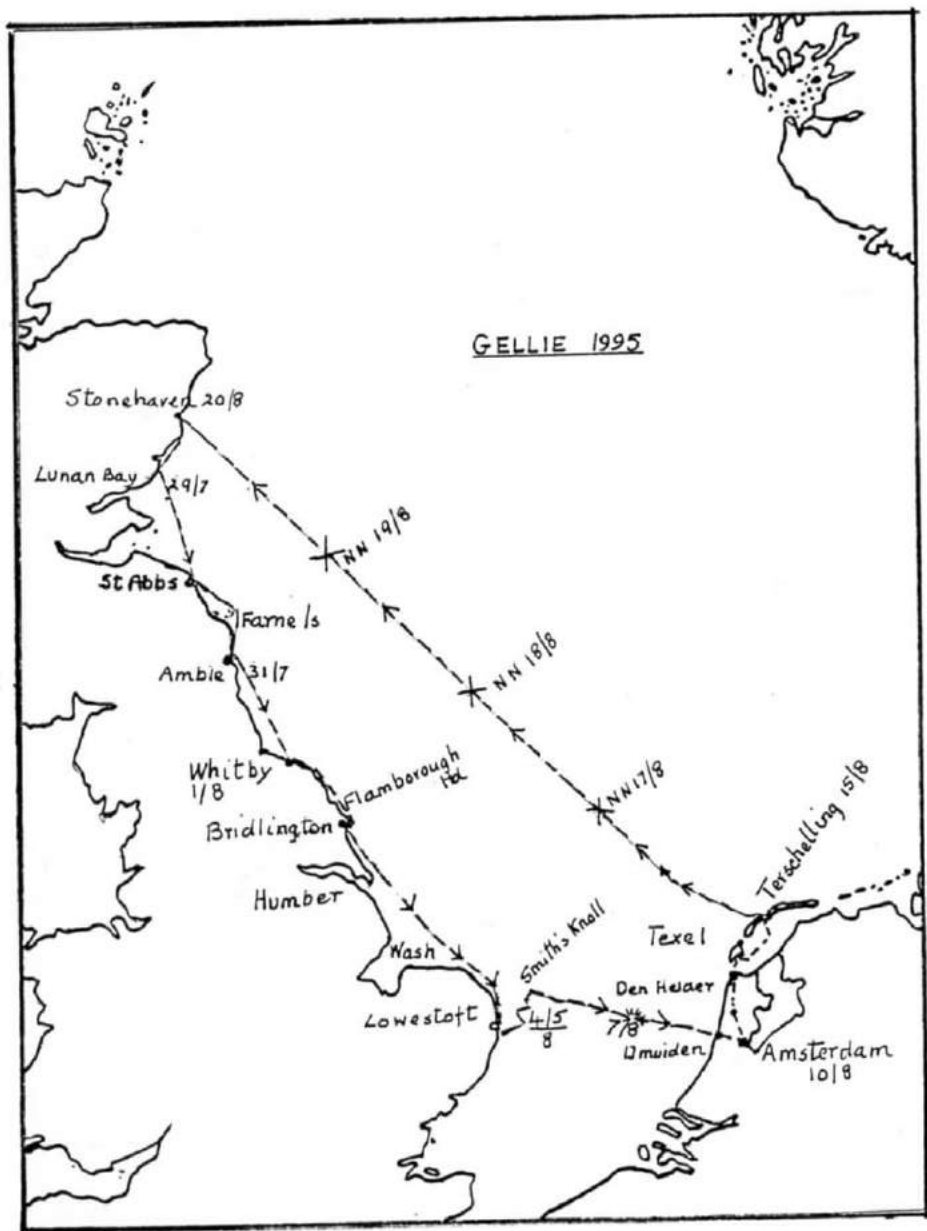 GELLIE 1995
Stonehaven 20/8
Lunan Bay
29/7
NN 19/8
St Abbs
Farne Is
NN 18/8
Amble
31/7
Whitby
1/8
Flamborough
Hd
NN 17/8
Bridlington
Terschelling 15/8
Humber
Texel
Wash
Smith's Knoll
Den Helder
Lowestoft
4/5
8
7/8
IJmuiden
Amsterdam
10/8